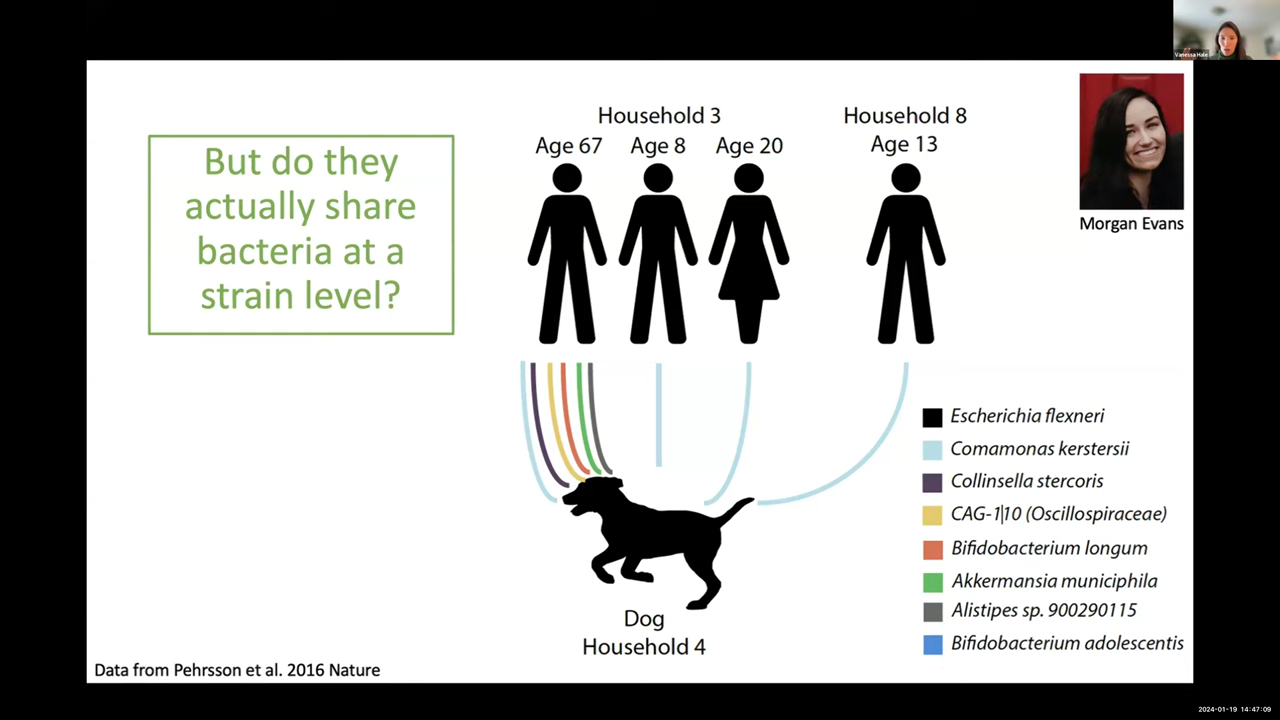 Vanessa Hale
But do they
actually share
bacteria at a
strain level?
Household 3
Age 67 Age 8 Age 20
Household 8
Age 13
Morgan Evans
Escherichia flexneri
Comamonas kerstersii
Collinsella stercoris
CAG-1|10 (Oscillospiraceae)
Bifidobacterium longum
Akkermansia municiphila
Alistipes sp. 900290115
Bifidobacterium adolescentis
Dog
Household 4
Data from Pehrsson et al. 2016 Nature
2024-01-19 14:47:09